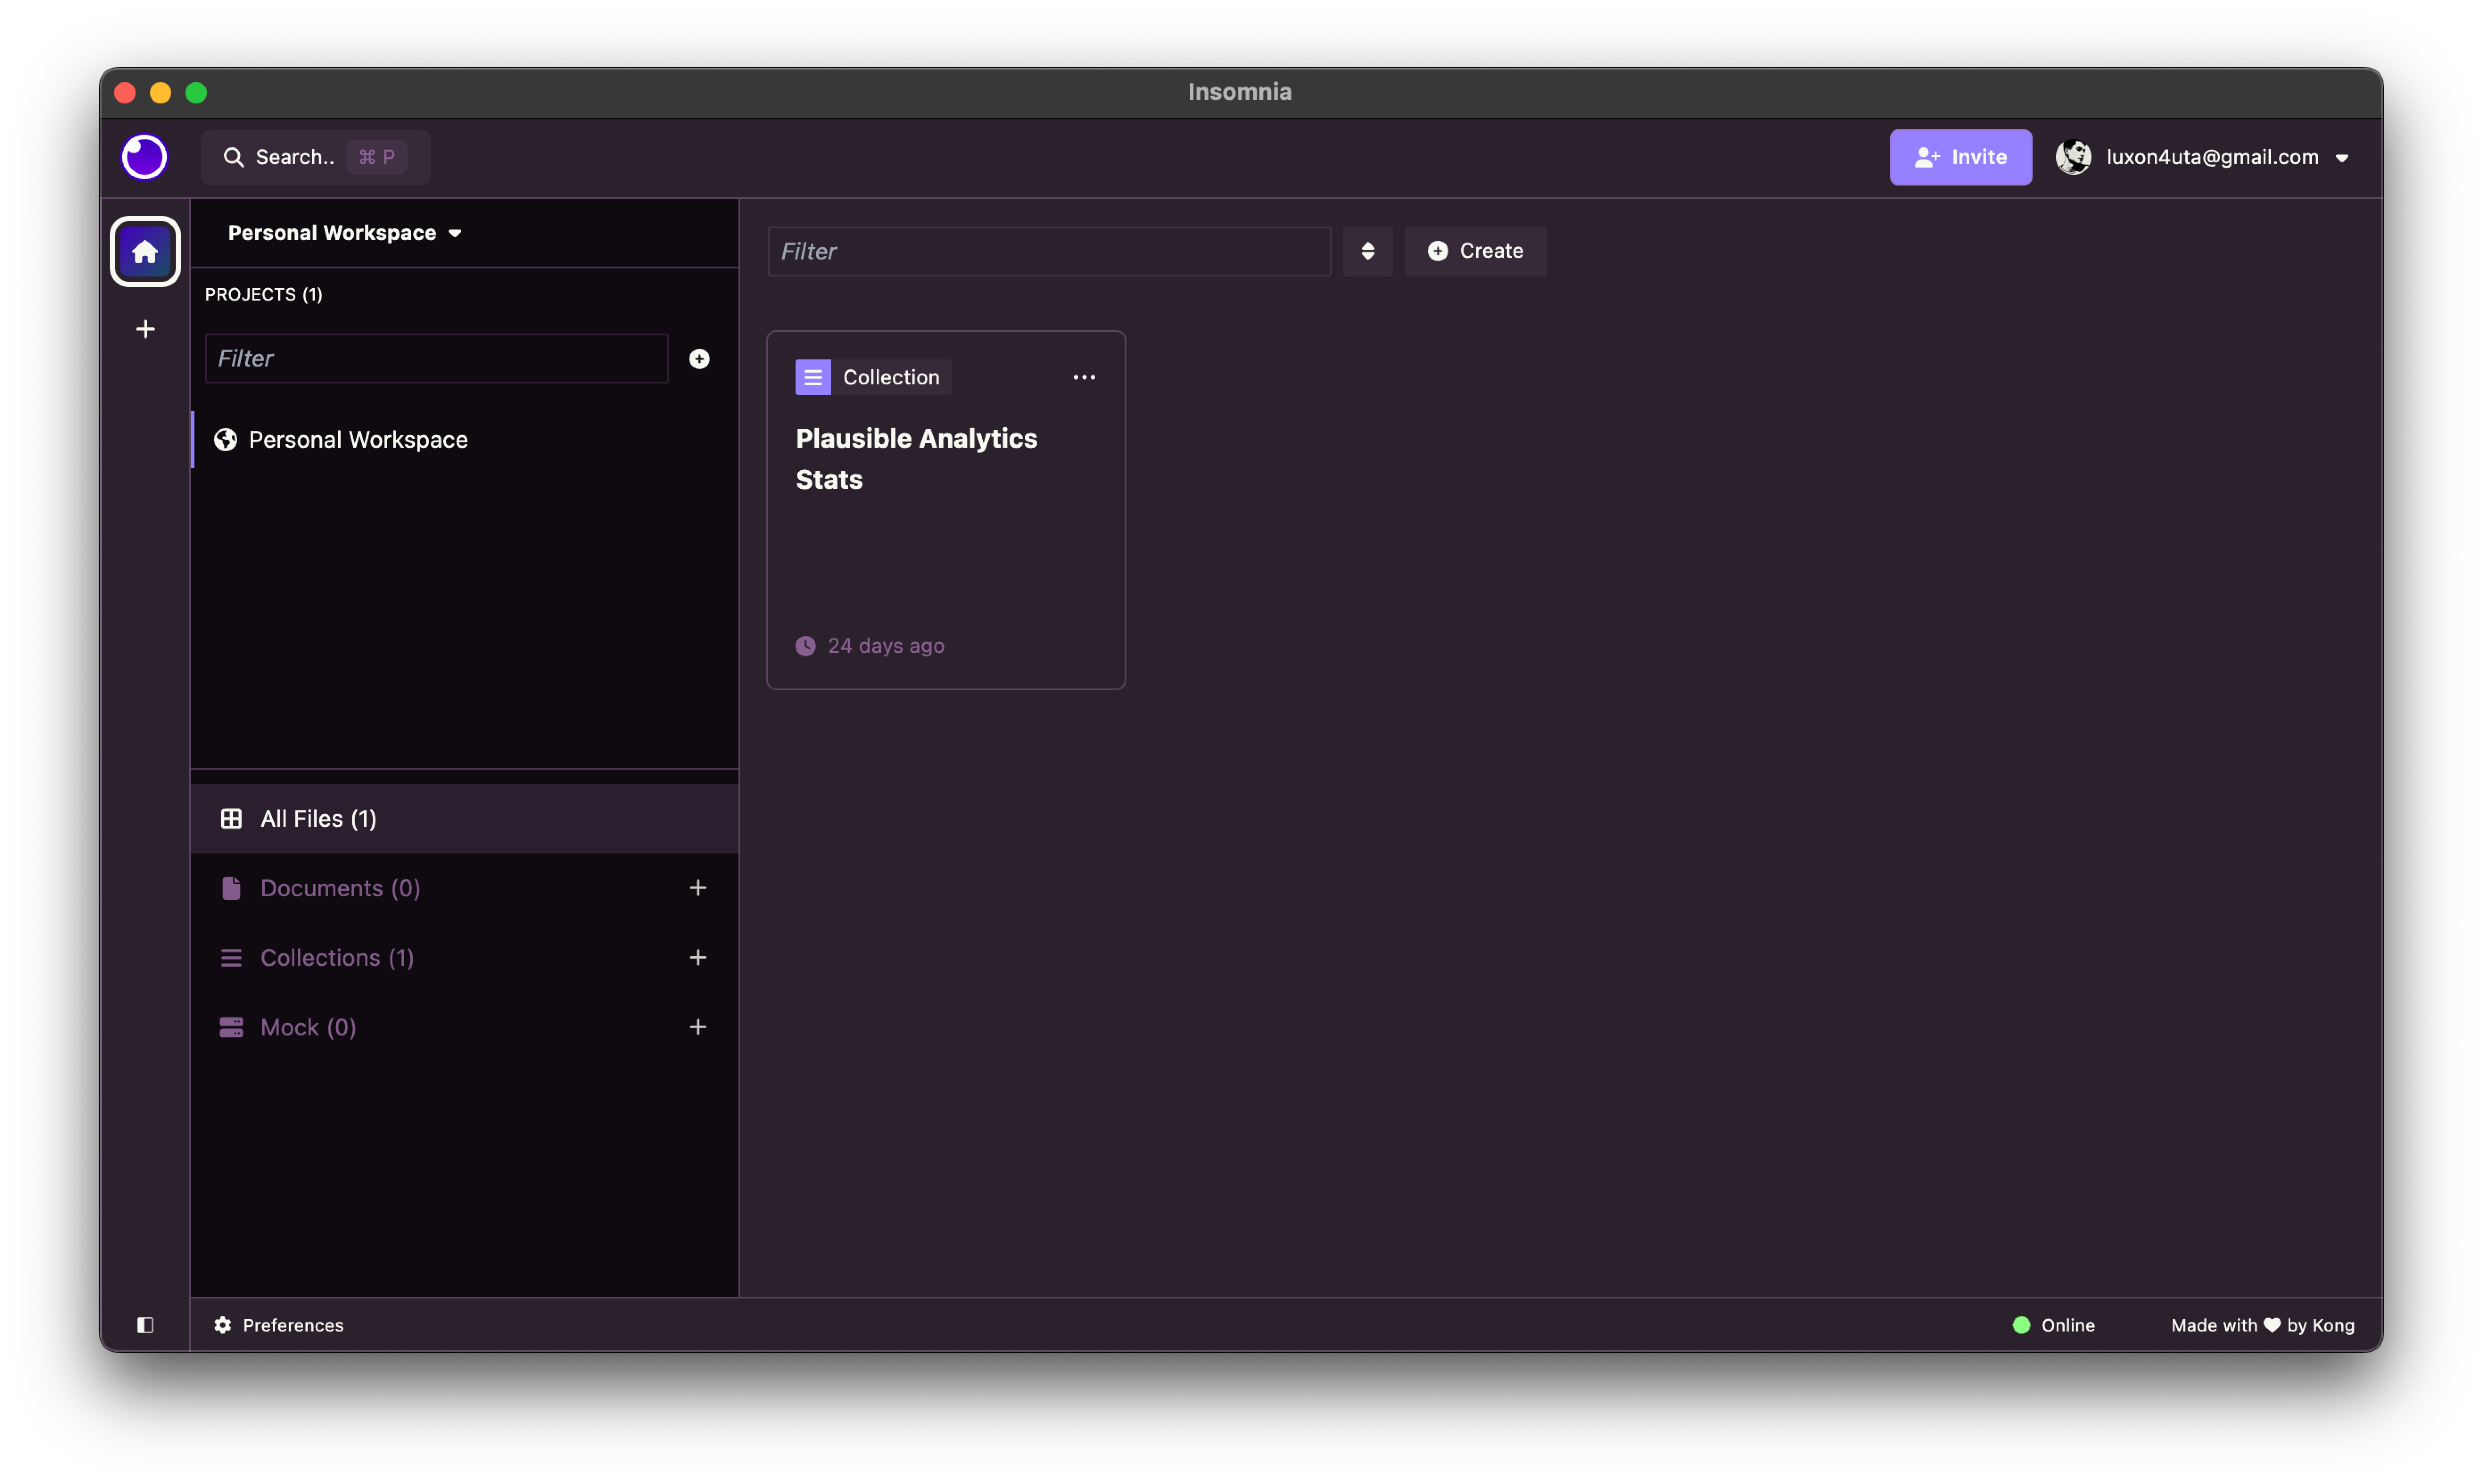 Insomnia
Search.. ⌘ P
Invite
luxon4uta@gmail.com
Personal Workspace
PROJECTS (1)
Filter
Personal Workspace
All Files (1)
Documents (0)
Collections (1)
Mock (0)
Filter
Create
Collection
Plausible Analytics
Stats
24 days ago
Preferences
Online
Made with ♥ by Kong